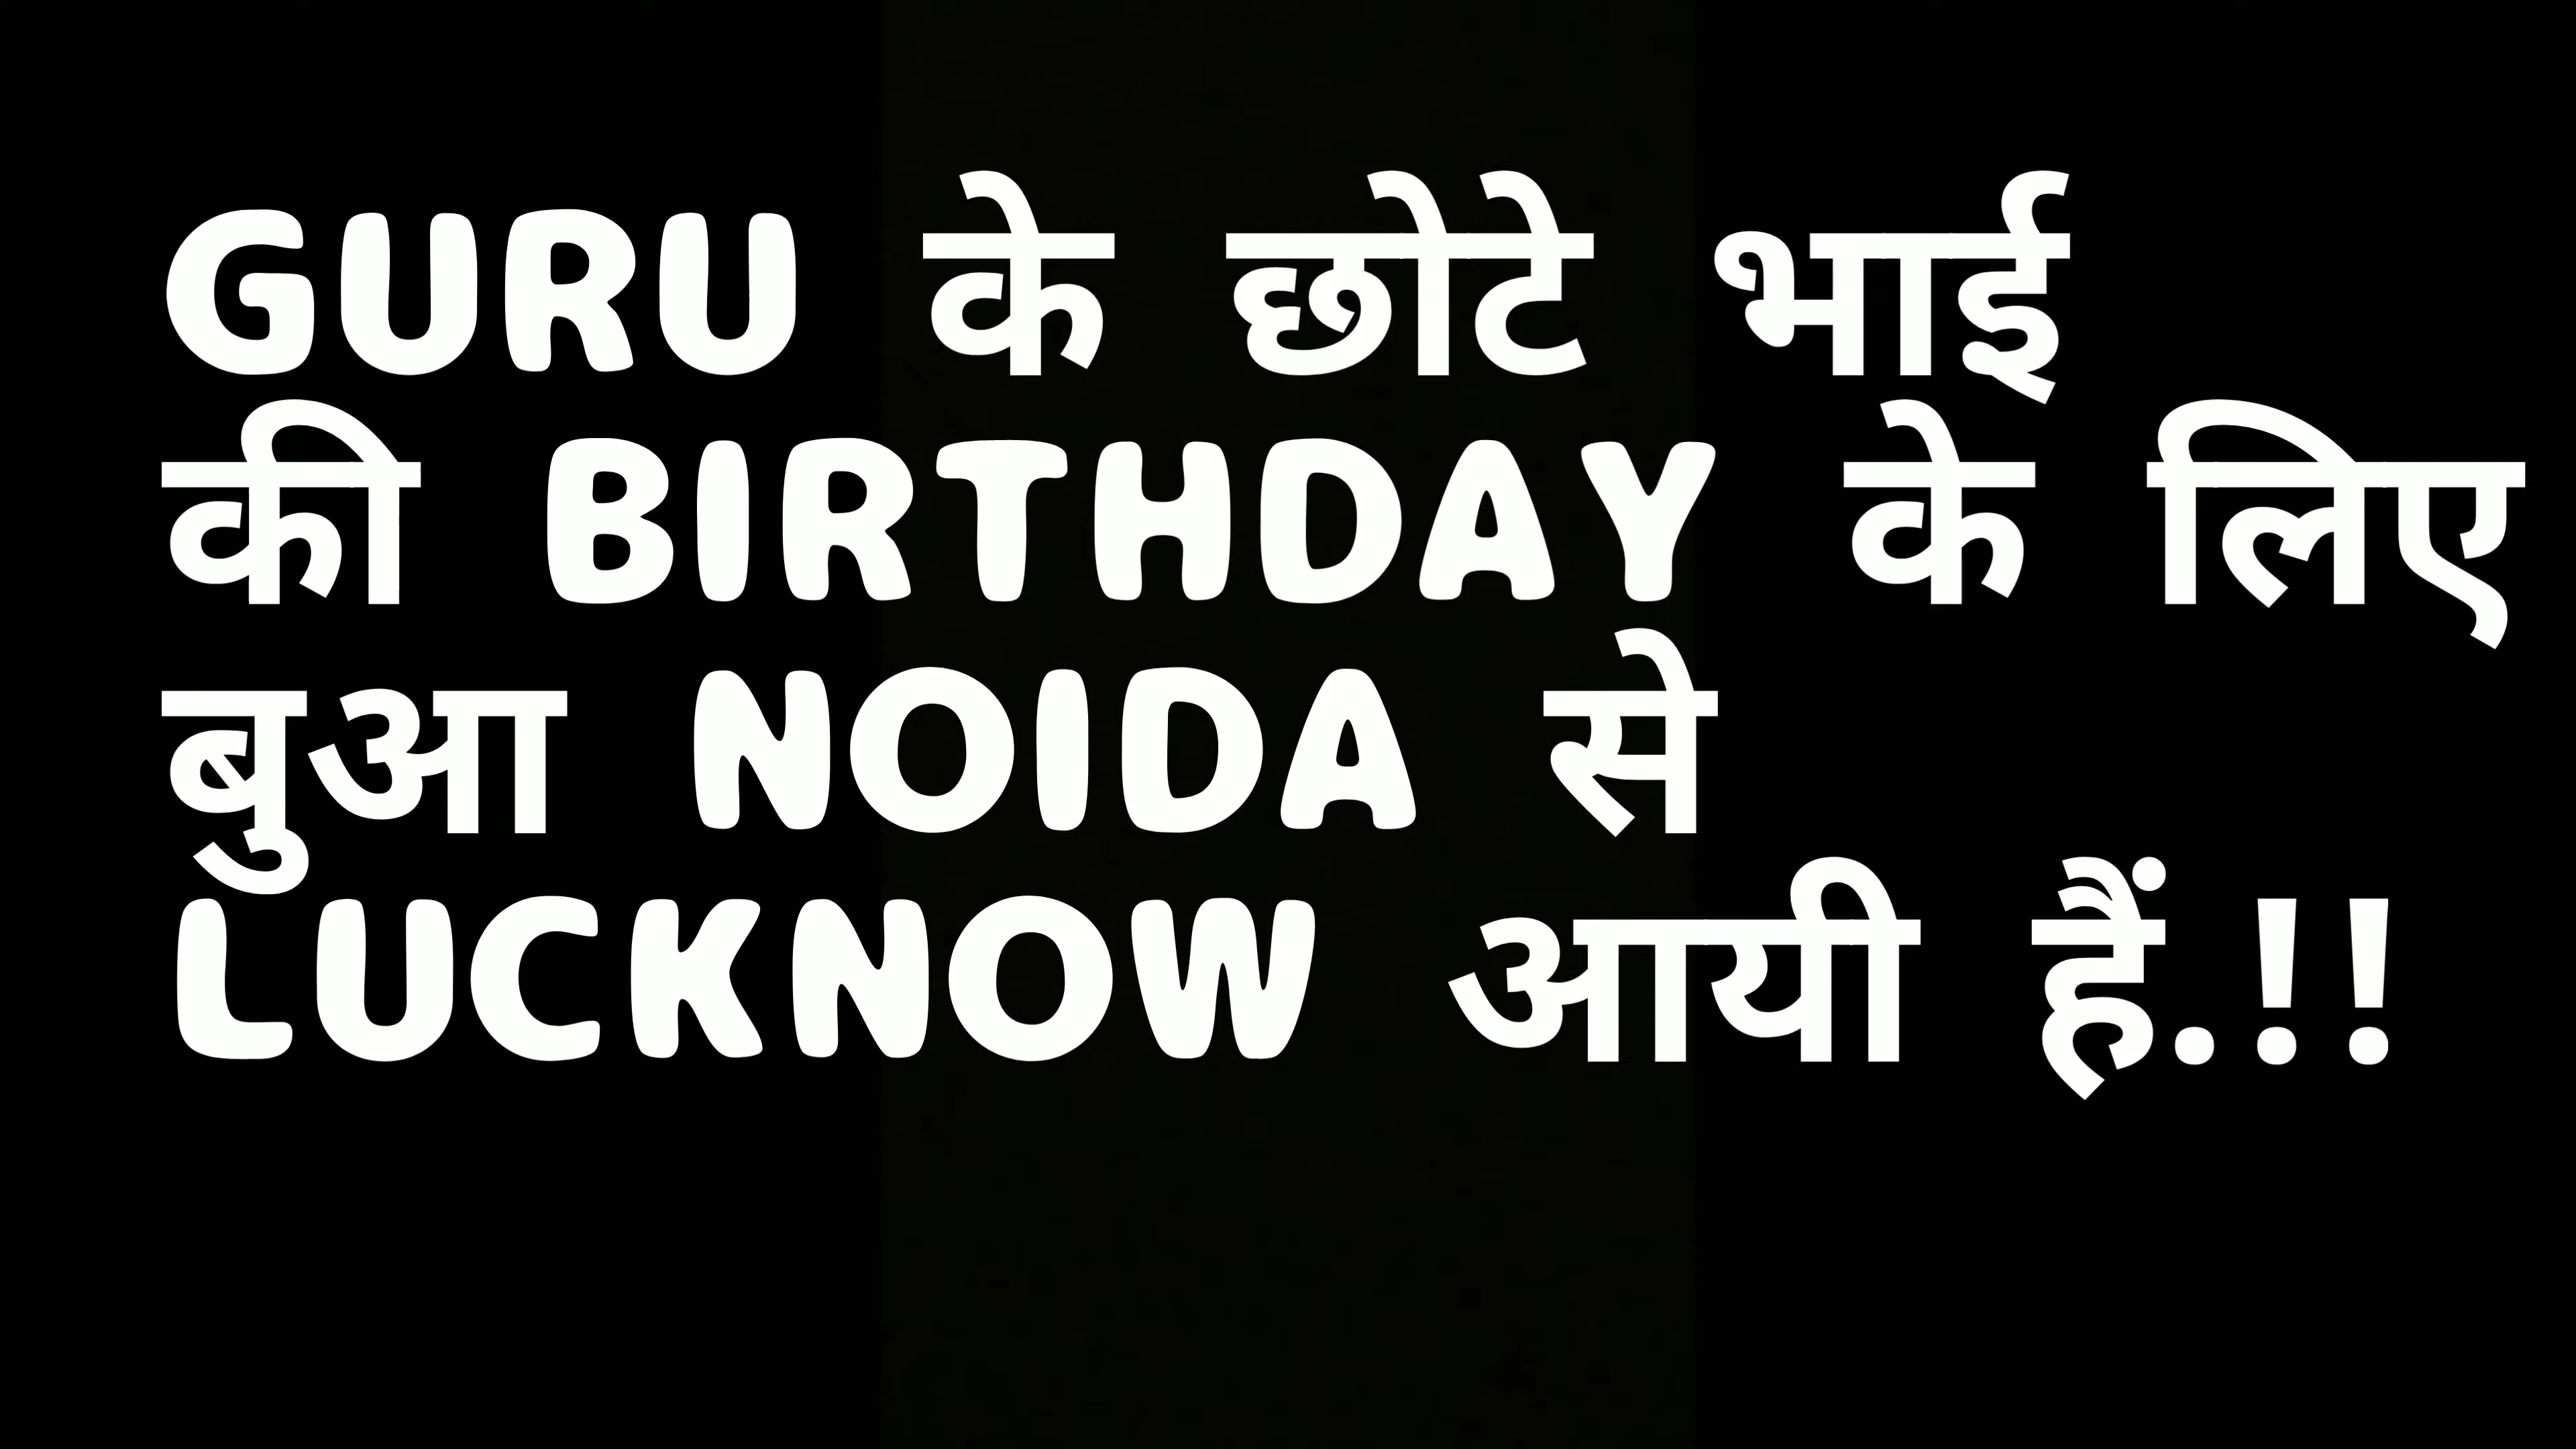 GURU के छोटे भाई
की BIRTHDAY के लिए
बुआ NOIDA से
LUCKNOW आयी हैं.!!